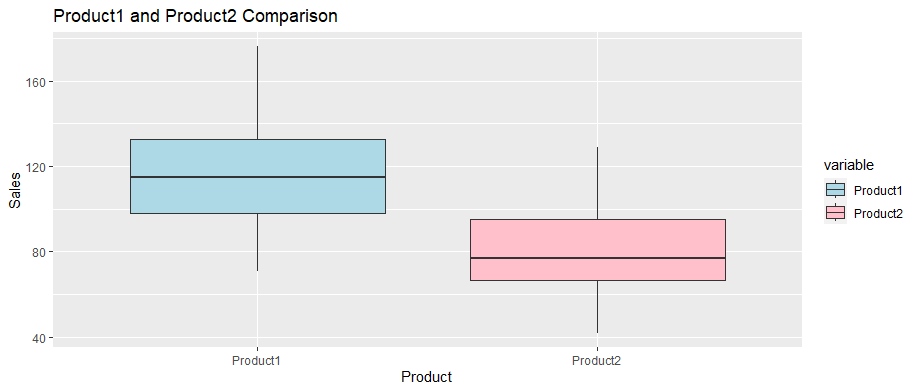 Product1 and Product2 Comparison
Sales
160
120
80
40
Product1
Product2
Product
variable
Product1
Product2